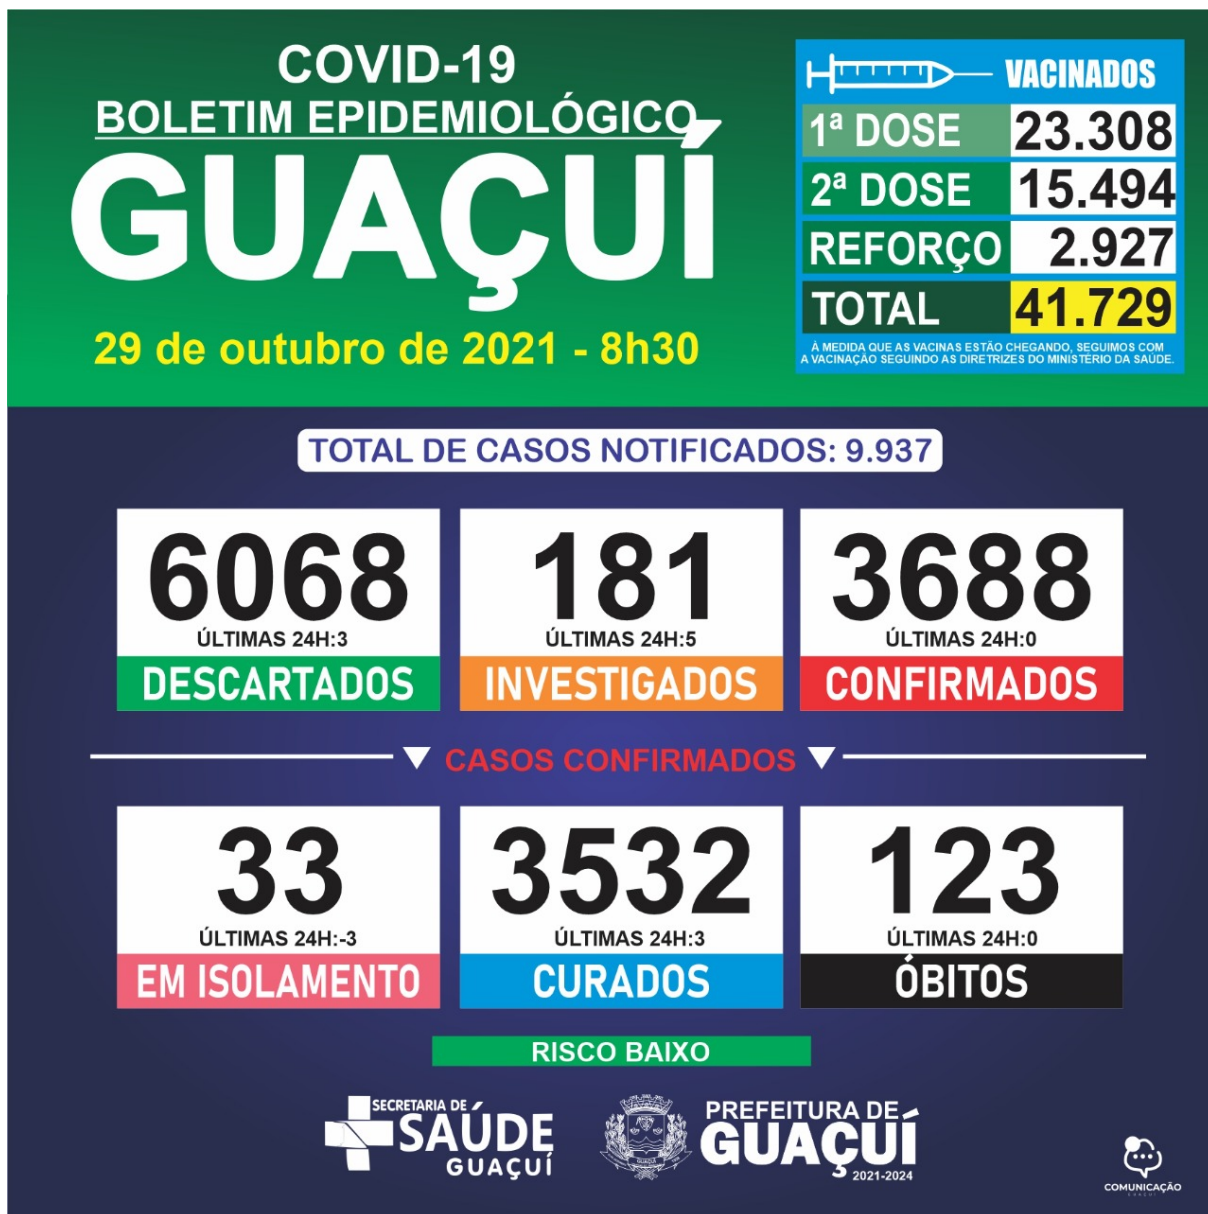 COVID-19
BOLETIM EPIDEMIOLÓGICO
GUAÇUÍ
29 de outubro de 2021 - 8h30
VACINADOS
1ª DOSE 23.308
2ª DOSE 15.494
REFORÇO 2.927
TOTAL 41.729
À MEDIDA QUE AS VACINAS ESTÃO CHEGANDO, SEGUIMOS COM
A VACINAÇÃO SEGUINDO AS DIRETRIZES DO MINISTÉRIO DA SAÚDE.
TOTAL DE CASOS NOTIFICADOS: 9.937
6068
ÚLTIMAS 24H:3
DESCARTADOS
181
ÚLTIMAS 24H:5
INVESTIGADOS
3688
ÚLTIMAS 24H:0
CONFIRMADOS
CASOS CONFIRMADOS
33
ÚLTIMAS 24H:-3
EM ISOLAMENTO
3532
ÚLTIMAS 24H:3
CURADOS
123
ÚLTIMAS 24H:0
ÓBITOS
RISCO BAIXO
SECRETARIA DE
SAÚDE
GUAÇUÍ
GUAÇUÍ
PREFEITURA DE
GUAÇUÍ
2021-2024
COMUNICAÇÃO
GUAÇUÍ